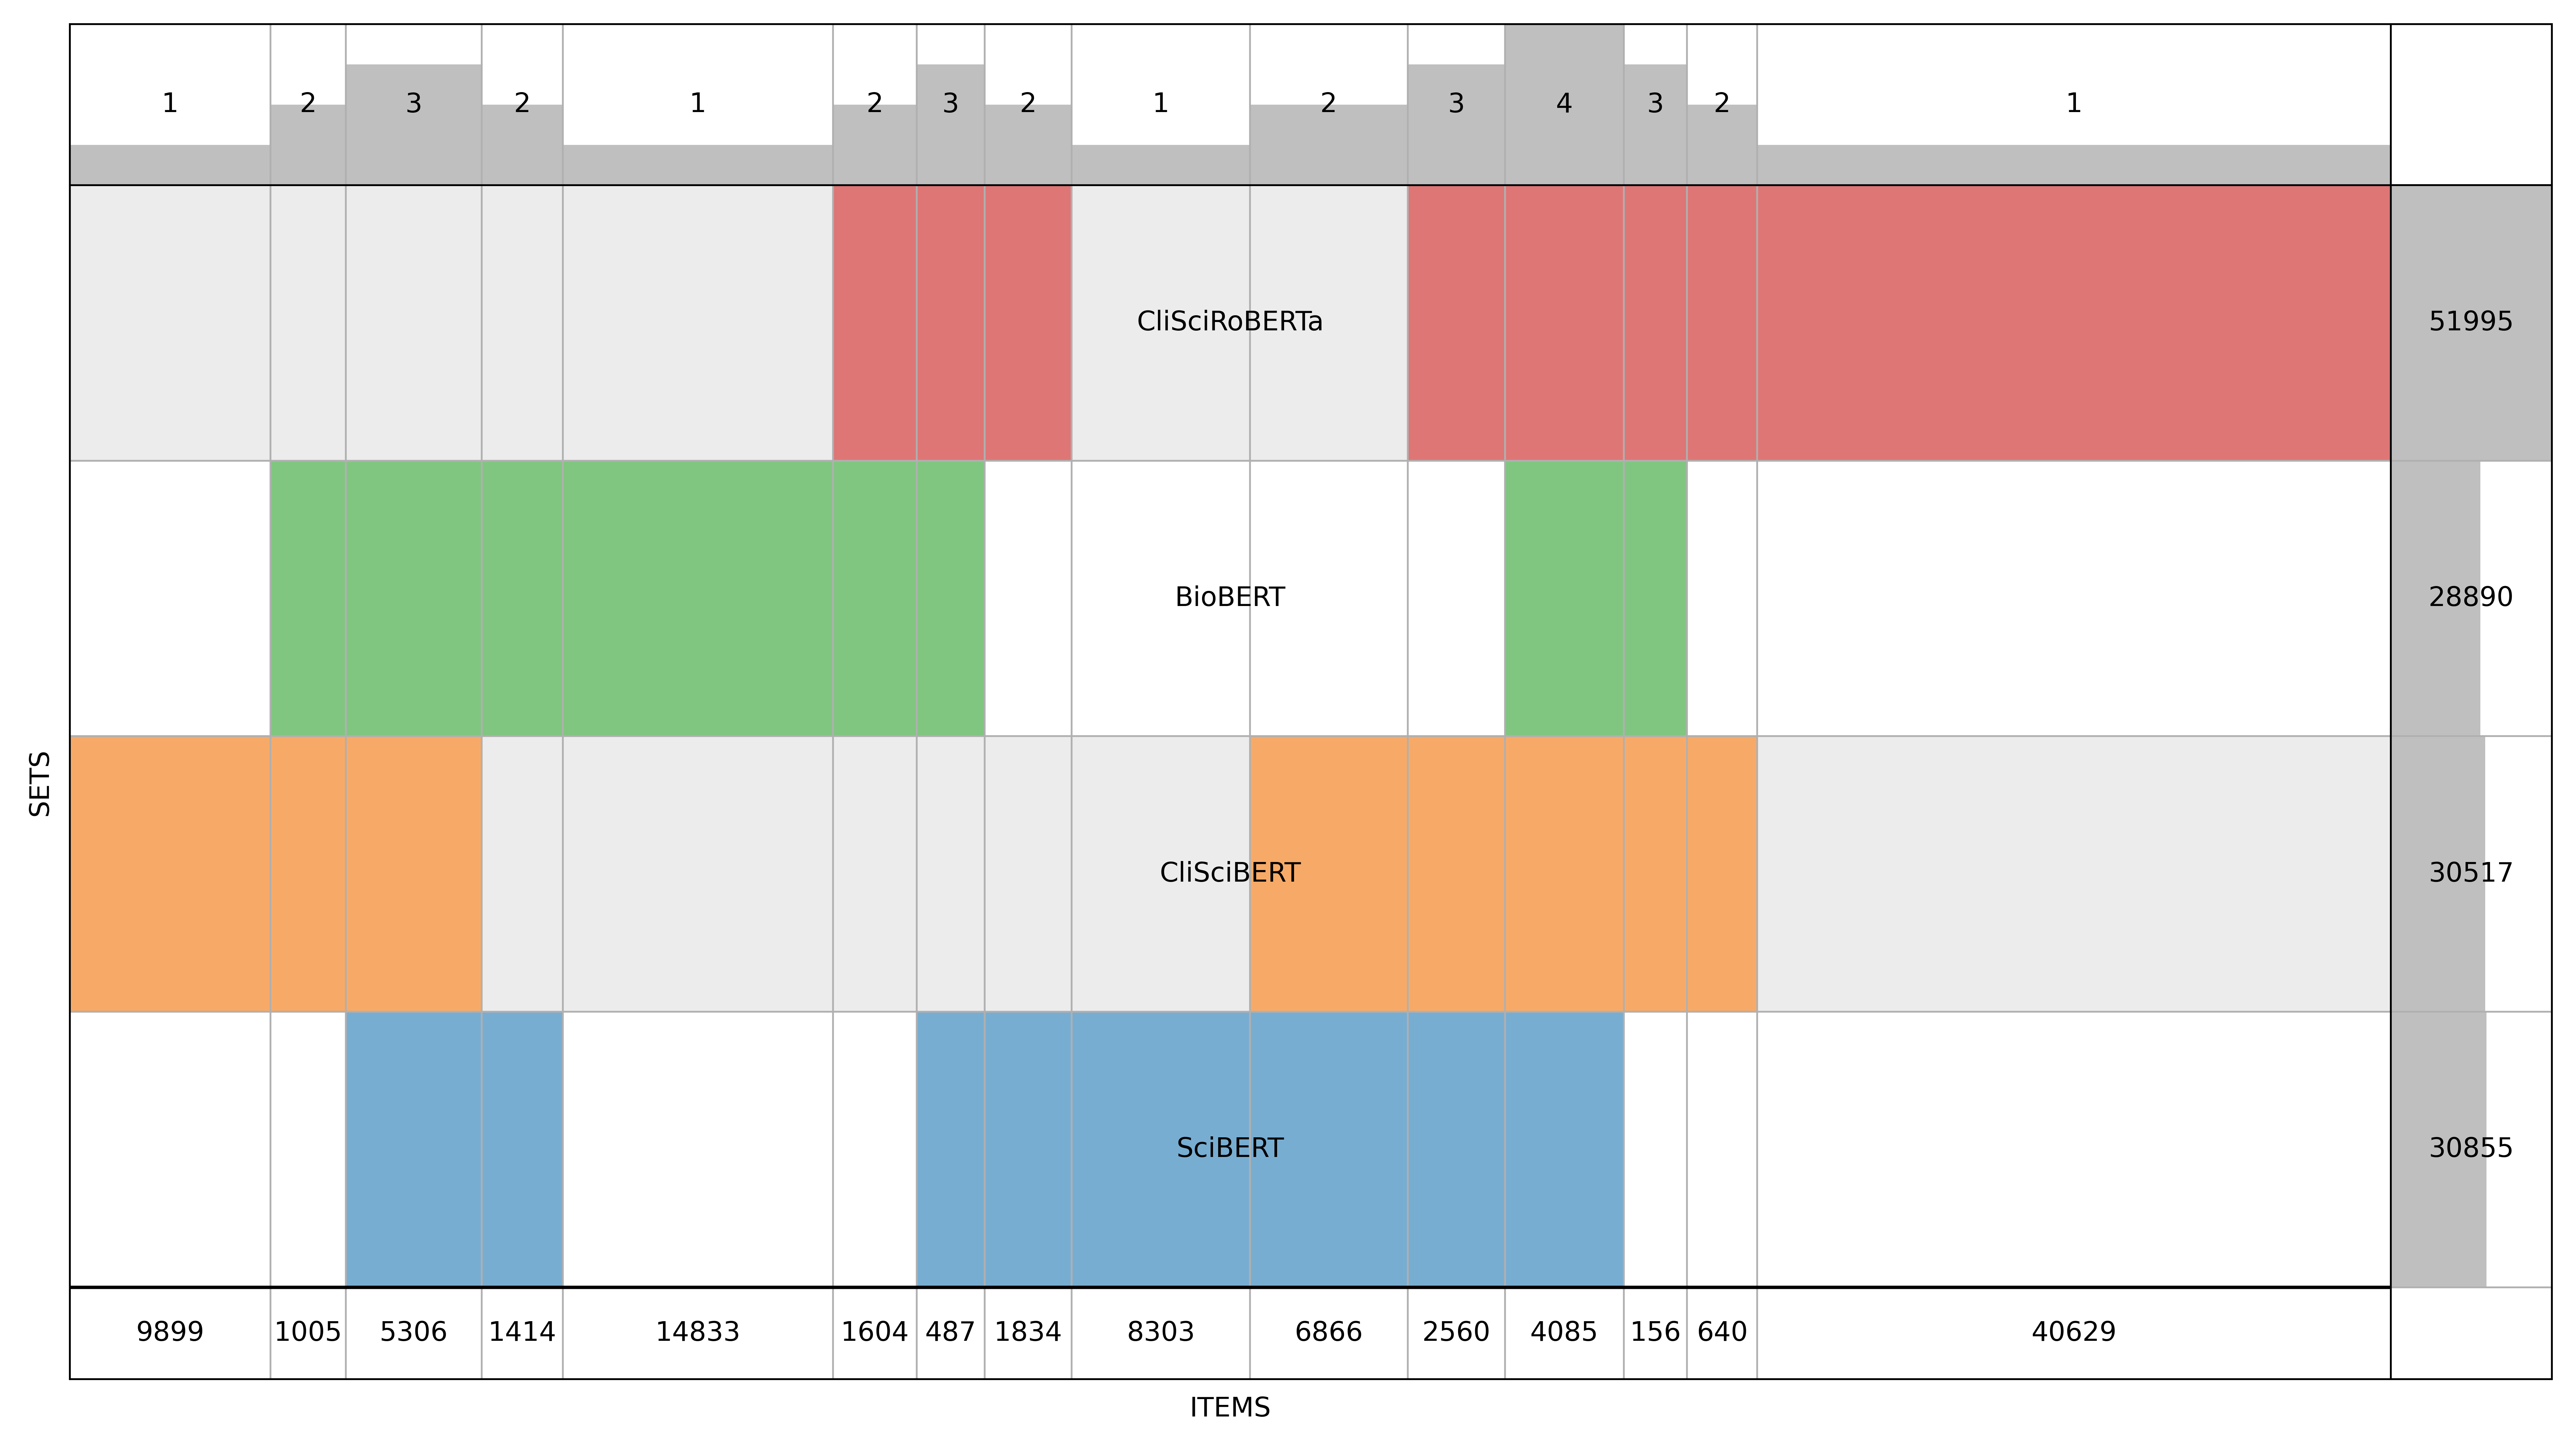 1 2 3 2 1 2 3 2 1 2 3 4 3 2 1
CliSciRoBERTa 51995
BioBERT 28890
CliSciBERT 30517
SciBERT 30855
SETS
9899 1005 5306 1414 14833 1604 487 1834 8303 6866 2560 4085 156 640 40629
ITEMS